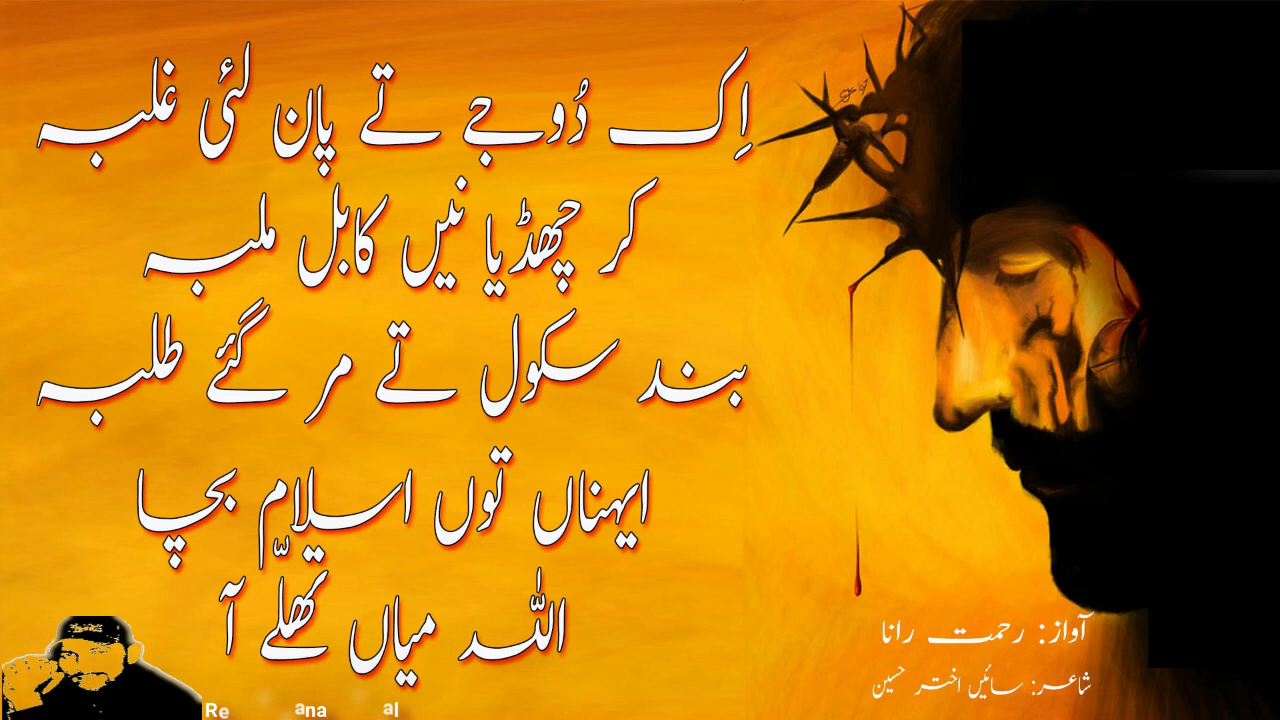 اِک دُوجے تے پان لئی غلبہ
کر چھڈیا نیں کابل ملبہ
بند سکول تے مر گئے طلبہ
ایہناں توں اسلام بچا
اللہ میاں تھلّے آ
آواز: رحمت رانا
شاعر: سائیں اختر حسین